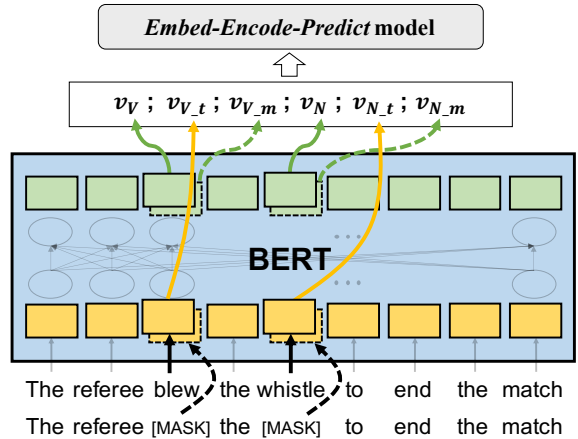 Embed-Encode-Predict model
v_V ; v_V_t ; v_V_m ; v_N ; v_N_t ; v_N_m
...
BERT
...
The referee blew the whistle to end the match
The referee [MASK] the [MASK] to end the match